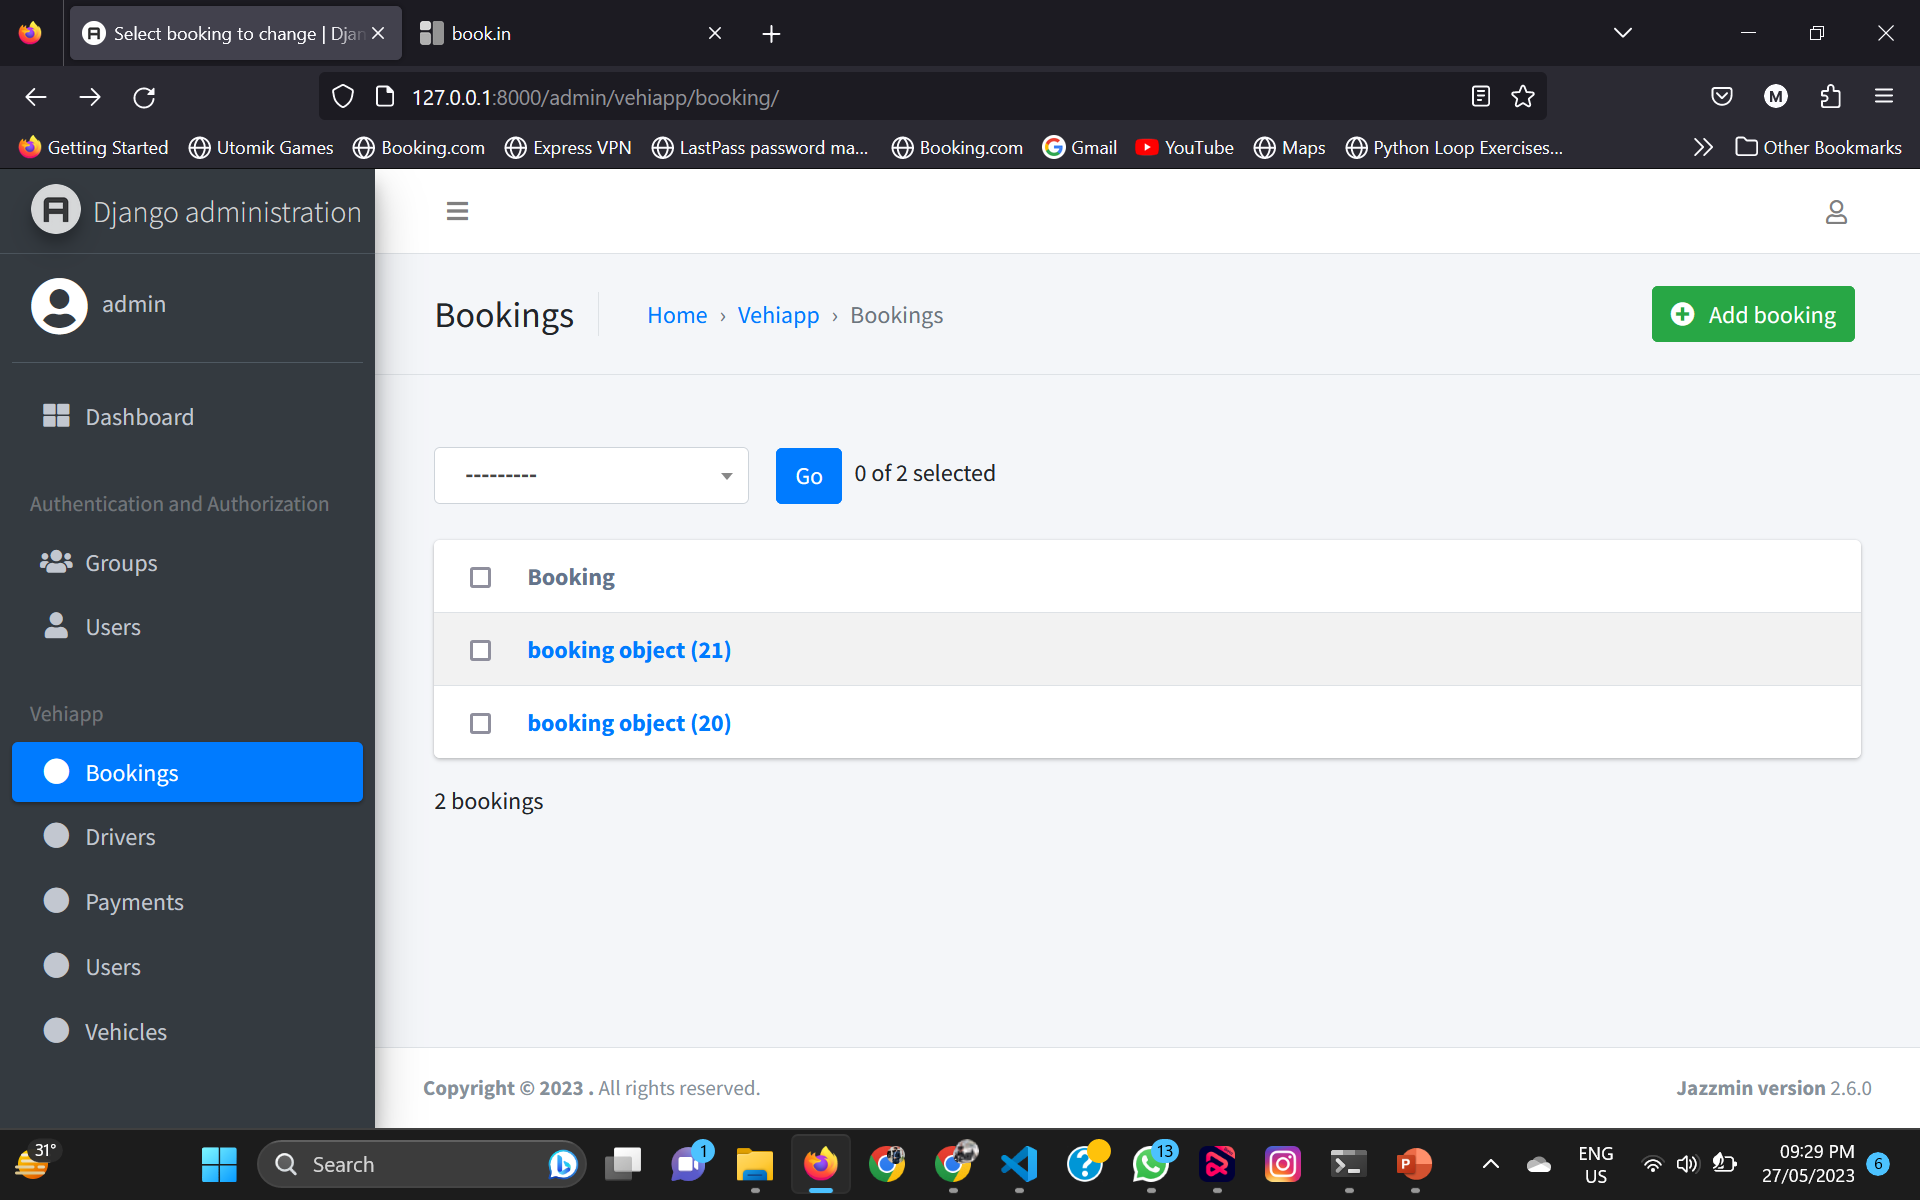 Select booking to change | Djan
book.in
127.0.0.1:8000/admin/vehiapp/booking/
M
Getting Started
Utomik Games
Booking.com
Express VPN
LastPass password ma...
Booking.com
Gmail
YouTube
Maps
Python Loop Exercises...
Other Bookmarks
Django administration
admin
Dashboard
Authentication and Authorization
Groups
Users
Vehiapp
Bookings
Drivers
Payments
Users
Vehicles
Bookings
Home › Vehiapp › Bookings
Add booking
---------
Go
0 of 2 selected
Booking
booking object (21)
booking object (20)
2 bookings
Copyright © 2023 . All rights reserved.
Jazzmin version 2.6.0
31°
Search
1
13
P
ENG
US
09:29 PM
27/05/2023
6